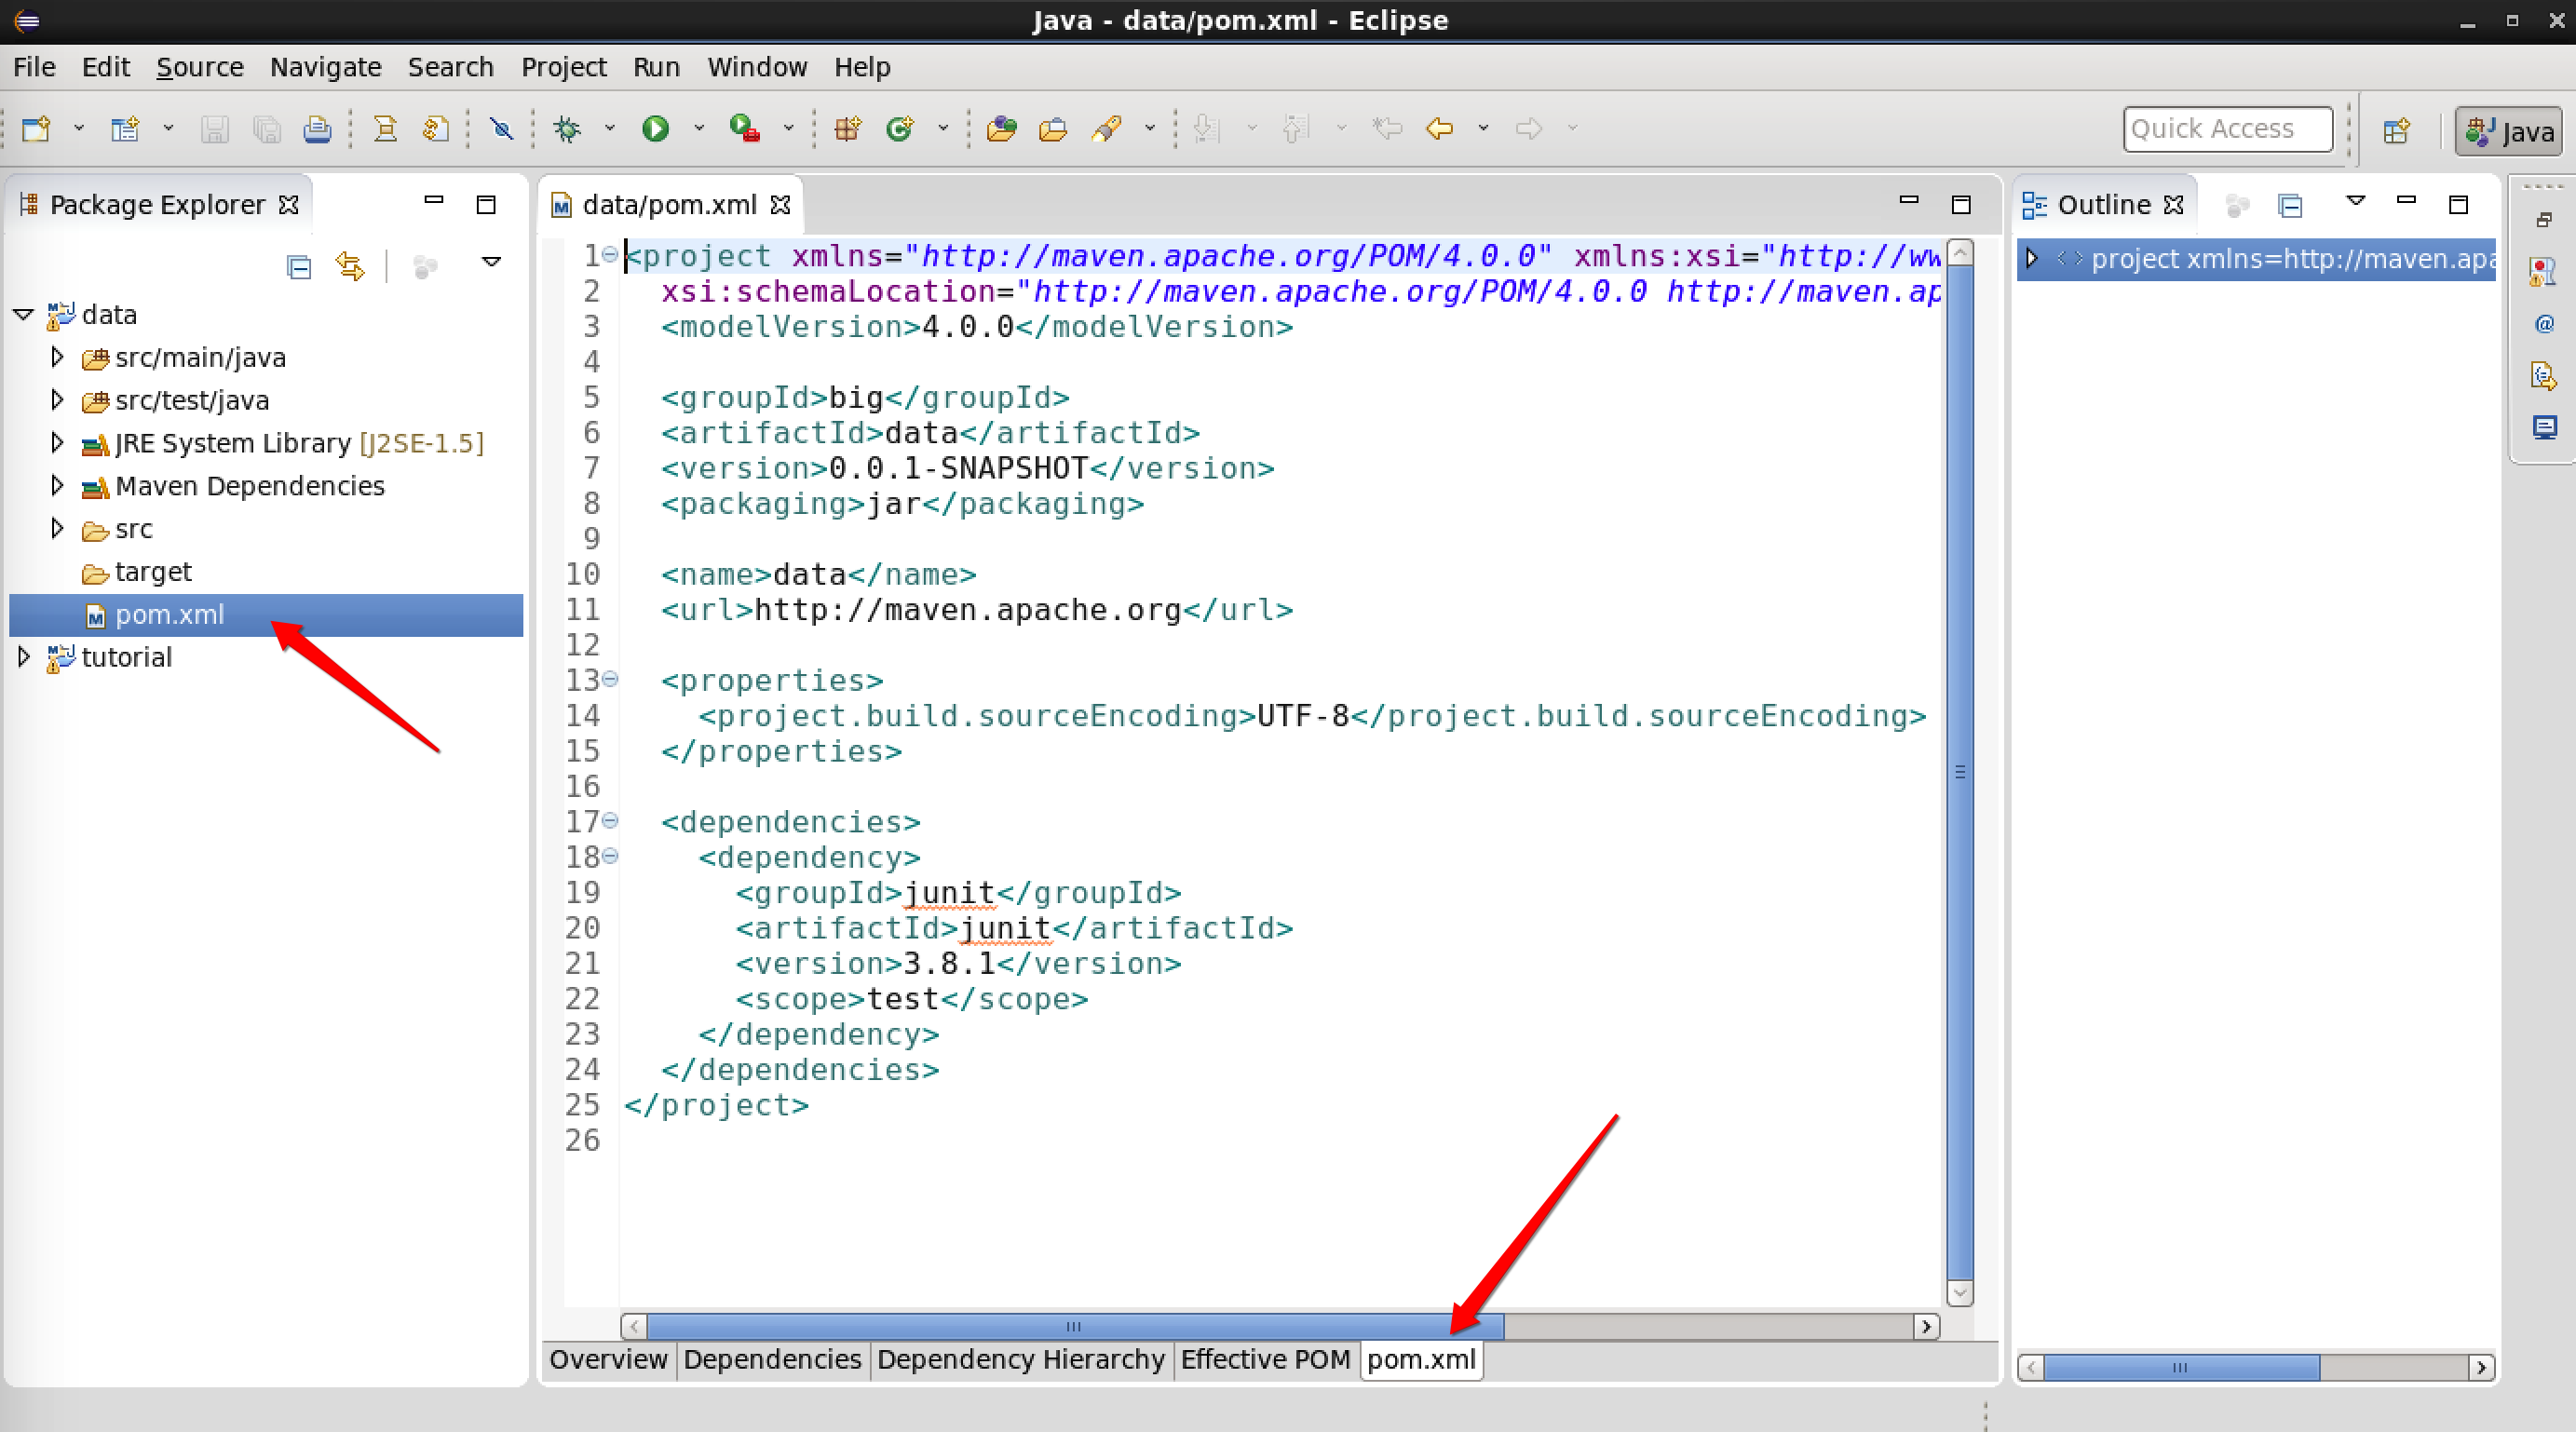 Java - data/pom.xml - Eclipse
File Edit Source Navigate Search Project Run Window Help
Quick Access
Java
Package Explorer
data
src/main/java
src/test/java
JRE System Library [J2SE-1.5]
Maven Dependencies
src
target
pom.xml
tutorial
data/pom.xml
1 <project xmlns="http://maven.apache.org/POM/4.0.0" xmlns:xsi="http://ww
2 xsi:schemaLocation="http://maven.apache.org/POM/4.0.0 http://maven.ap
3 <modelVersion>4.0.0</modelVersion>
4
5 <groupId>big</groupId>
6 <artifactId>data</artifactId>
7 <version>0.0.1-SNAPSHOT</version>
8 <packaging>jar</packaging>
9
10 <name>data</name>
11 <url>http://maven.apache.org</url>
12
13 <properties>
14 <project.build.sourceEncoding>UTF-8</project.build.sourceEncoding>
15 </properties>
16
17 <dependencies>
18 <dependency>
19 <groupId>junit</groupId>
20 <artifactId>junit</artifactId>
21 <version>3.8.1</version>
22 <scope>test</scope>
23 </dependency>
24 </dependencies>
25 </project>
26
Overview Dependencies Dependency Hierarchy Effective POM pom.xml
Outline
project xmlns=http://maven.apa